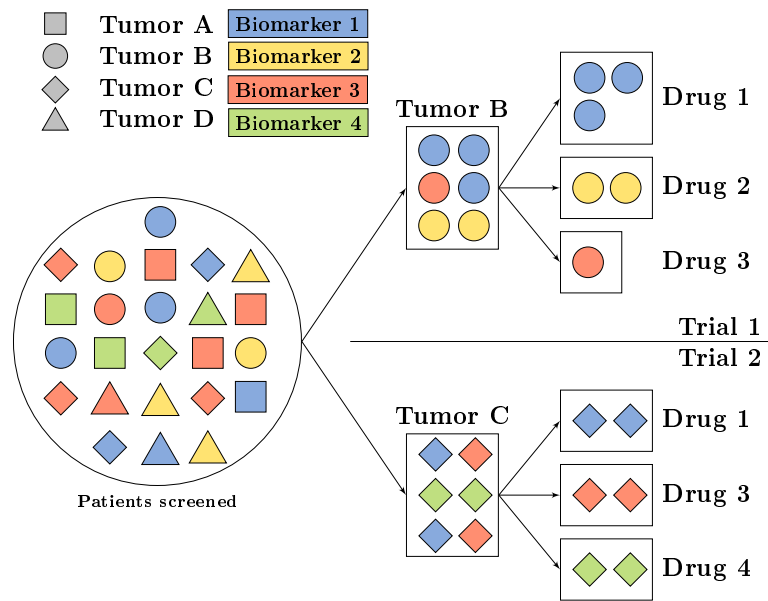 Tumor A
Biomarker 1
Tumor B
Biomarker 2
Tumor C
Biomarker 3
Tumor D
Biomarker 4
Patients screened
Tumor B
Drug 1
Drug 2
Drug 3
Trial 1
Trial 2
Tumor C
Drug 1
Drug 3
Drug 4